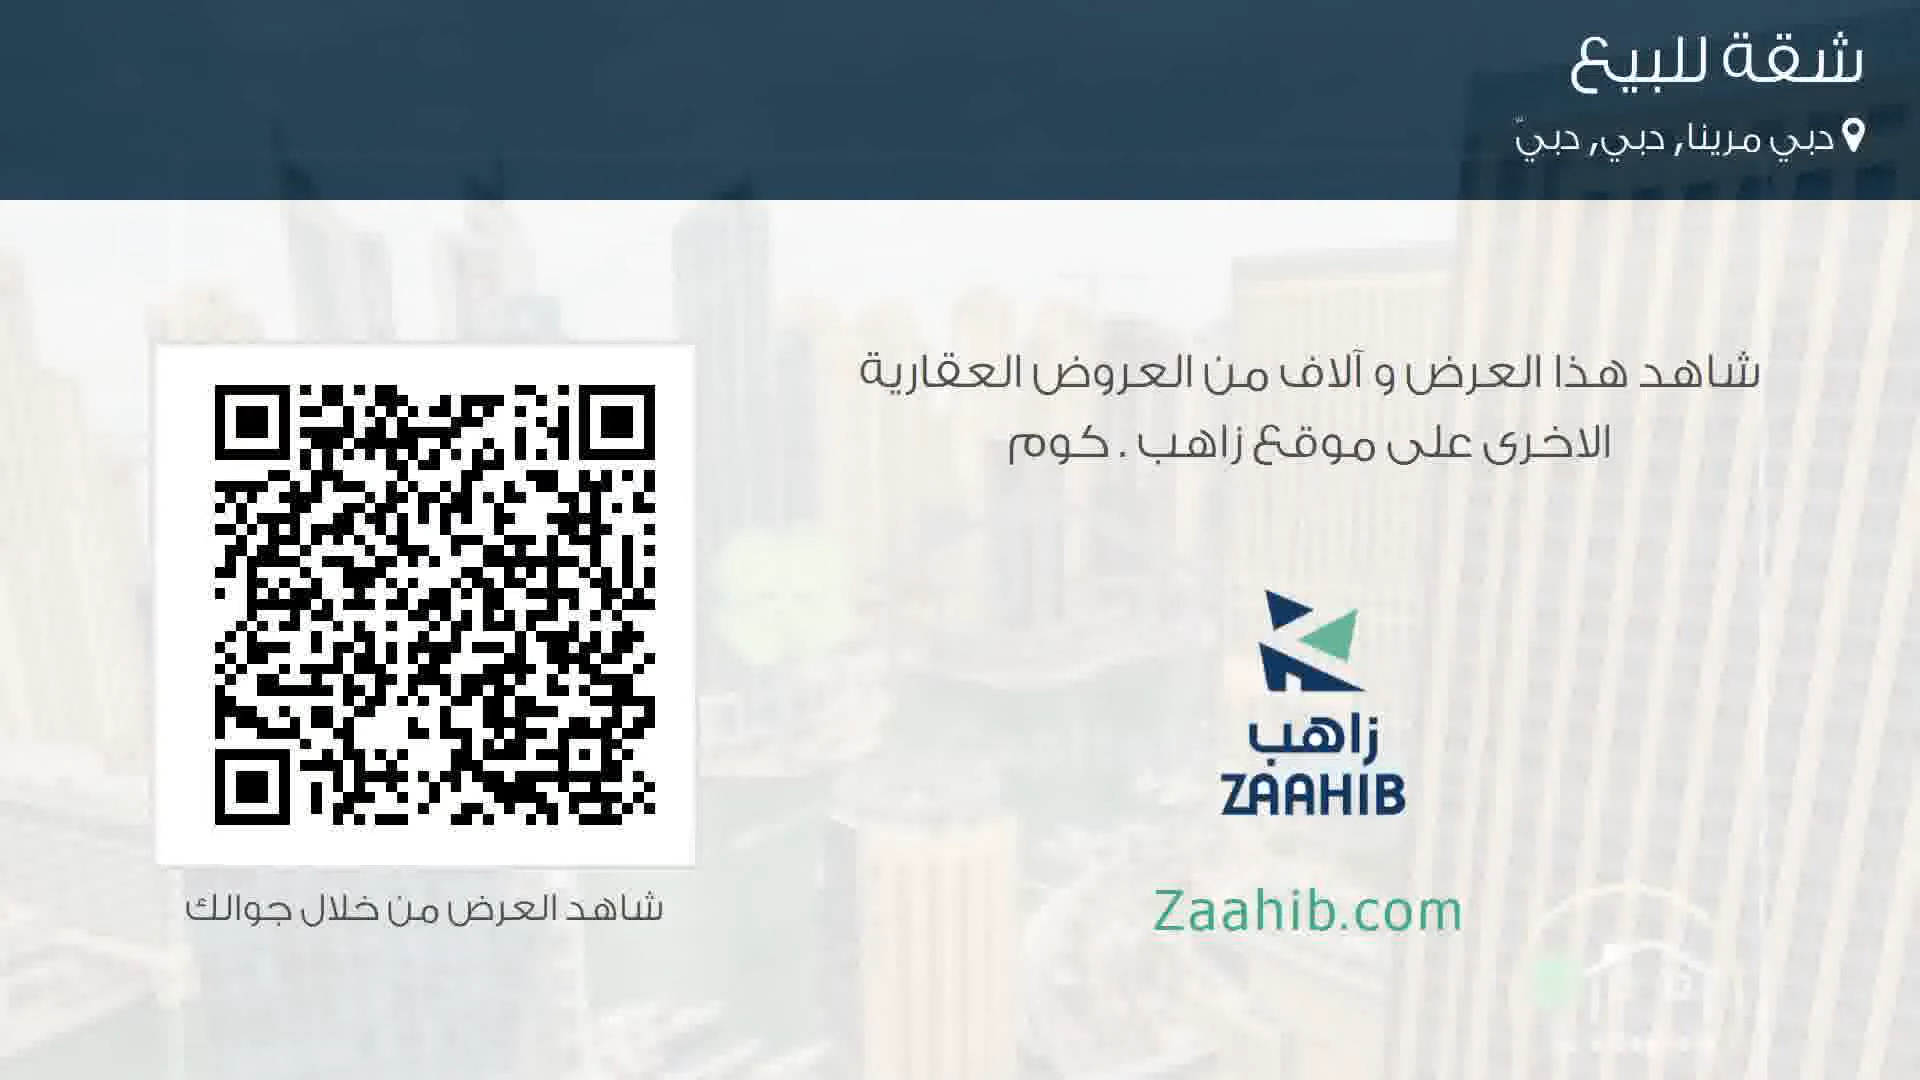 شقة للبيع
دبي مرينا, دبي, دبيّ
شاهد هذا العرض و آلاف من العروض العقارية
الاخرى على موقع زاهب . كوم
زاهب
ZAAHIB
Zaahib.com
شاهد العرض من خلال جوالك